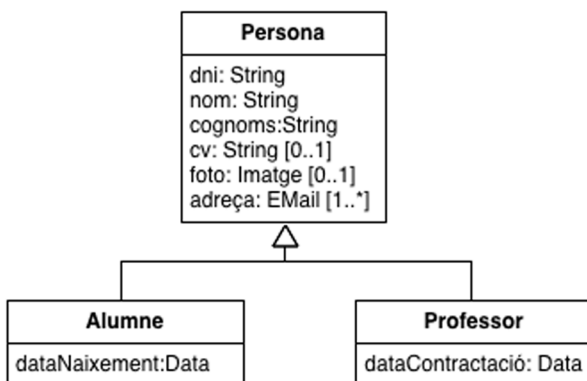 Persona
dni: String
nom: String
cognoms:String
cv: String [0..1]
foto: Imatge [0..1]
adreça: EMail [1..*]
Alumne
dataNaixement:Data
Professor
dataContractació: Data